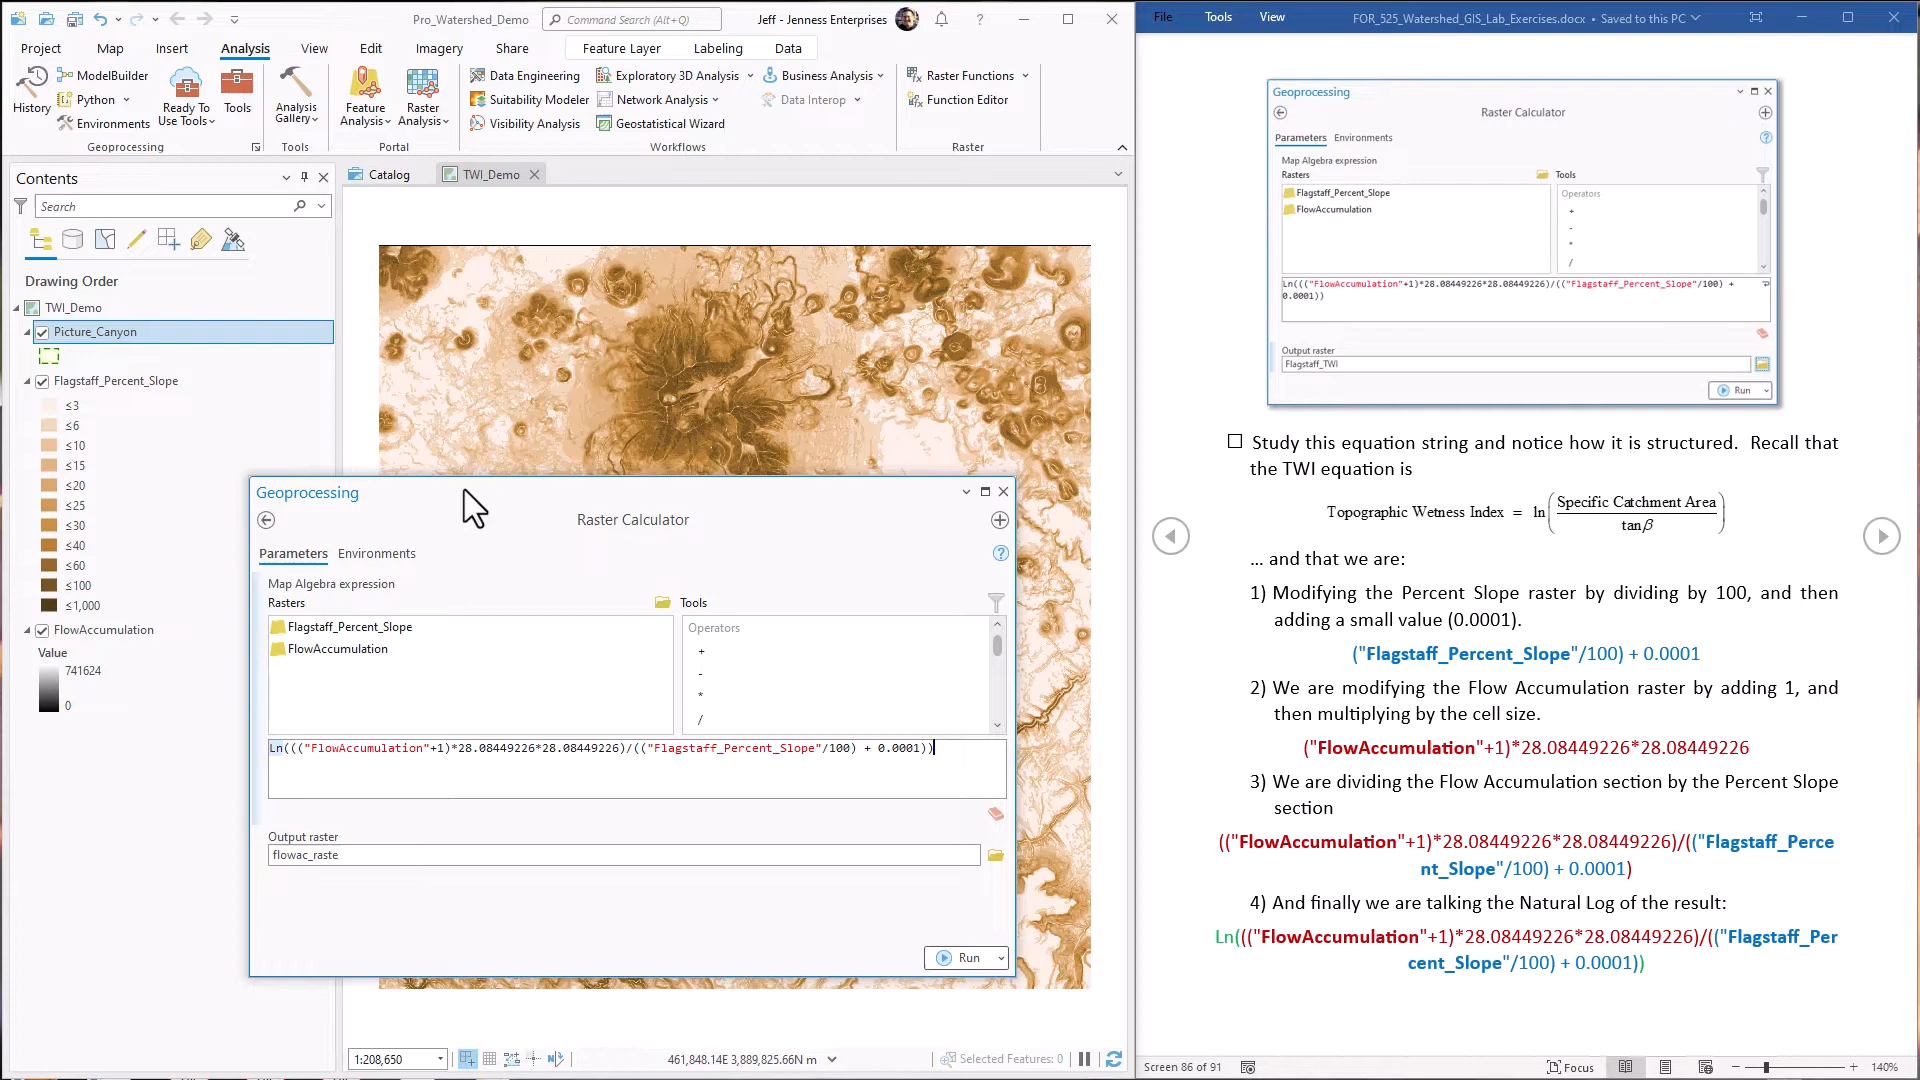 Pro_Watershed_Demo
Command Search (Alt+Q)
Jeff - Jenness Enterprises
?
Project
Map
Insert
Analysis
View
Edit
Imagery
Share
Feature Layer
Labeling
Data
History
ModelBuilder
Python
Environments
Ready To
Use Tools
Tools
Geoprocessing
Analysis
Gallery
Tools
Feature
Analysis
Raster
Analysis
Portal
Data Engineering
Suitability Modeler
Visibility Analysis
Exploratory 3D Analysis
Network Analysis
Geostatistical Wizard
Business Analysis
Data Interop
Workflows
Raster Functions
Function Editor
Raster
Contents
Search
Drawing Order
TWI_Demo
Picture_Canyon
Flagstaff_Percent_Slope
≤3
≤6
≤10
≤15
≤20
≤25
≤30
≤40
≤60
≤100
≤1,000
FlowAccumulation
Value
741624
0
Catalog
TWI_Demo
Geoprocessing
Raster Calculator
Parameters
Environments
?
Map Algebra expression
Rasters
Tools
Flagstaff_Percent_Slope
FlowAccumulation
Operators
+
-
*
/
Ln((("FlowAccumulation"+1)*28.08449226*28.08449226)/(("Flagstaff_Percent_Slope"/100) + 0.0001))
Output raster
flowac_raste
Run
1:208,650
461,848.14E 3,889,825.66N m
Selected Features: 0
File
Tools
View
FOR_525_Watershed_GIS_Lab_Exercises.docx • Saved to this PC
Geoprocessing
Raster Calculator
Parameters
Environments
?
Map Algebra expression
Rasters
Tools
Flagstaff_Percent_Slope
FlowAccumulation
Operators
+
-
*
/
Ln((("FlowAccumulation"+1)*28.08449226*28.08449226)/(("Flagstaff_Percent_Slope"/100) +
0.0001))
Output raster
Flagstaff_TWI
Run
Study this equation string and notice how it is structured. Recall that
the TWI equation is
Topographic Wetness Index = ln(Specific Catchment Area / tanβ)
... and that we are:
1) Modifying the Percent Slope raster by dividing by 100, and then
adding a small value (0.0001).
("Flagstaff_Percent_Slope"/100) + 0.0001
2) We are modifying the Flow Accumulation raster by adding 1, and
then multiplying by the cell size.
("FlowAccumulation"+1)*28.08449226*28.08449226
3) We are dividing the Flow Accumulation section by the Percent Slope
section
(("FlowAccumulation"+1)*28.08449226*28.08449226)/(("Flagstaff_Perce
nt_Slope"/100) + 0.0001)
4) And finally we are talking the Natural Log of the result:
Ln((("FlowAccumulation"+1)*28.08449226*28.08449226)/(("Flagstaff_Per
cent_Slope"/100) + 0.0001))
Screen 86 of 91
Focus
140%